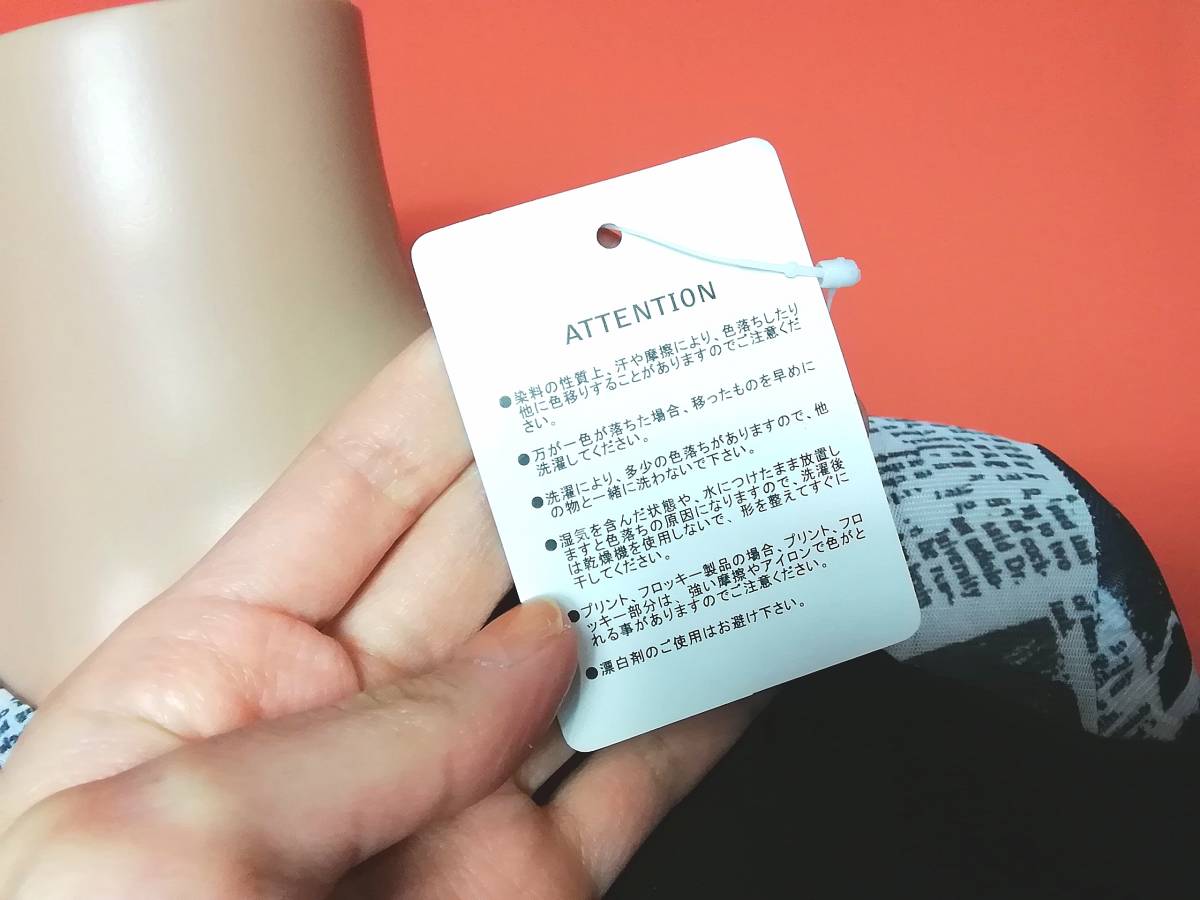 ATTENTION
●染料の性質上、汗や摩擦により、色落ちしたり
他に色移りすることがありますのでご注意くだ
さい。
●万が一色が落ちた場合、移ったものを早めに
洗濯してください。
●洗濯により、多少の色落ちがありますので、他
の物と一緒に洗わないで下さい。
●湿気を含んだ状態や、水につけたまま放置し
ますと色落ちの原因になりますので、洗濯後
は乾燥機を使用しないで、形を整えてすぐに
干してください。
●プリント、フロッキー製品の場合、プリント、フロ
ッキー部分は、強い摩擦やアイロンで色がと
れる事がありますのでご注意ください。
●漂白剤のご使用はお避け下さい。